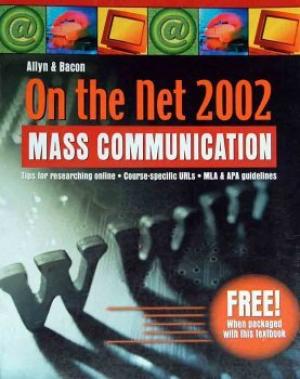 @
@
Allyn & Bacon
On the Net 2002
MASS COMMUNICATION
Tips for researching online • Course-specific URLs • MLA & APA guidelines
W W W
FREE!
When packaged
with this textbook